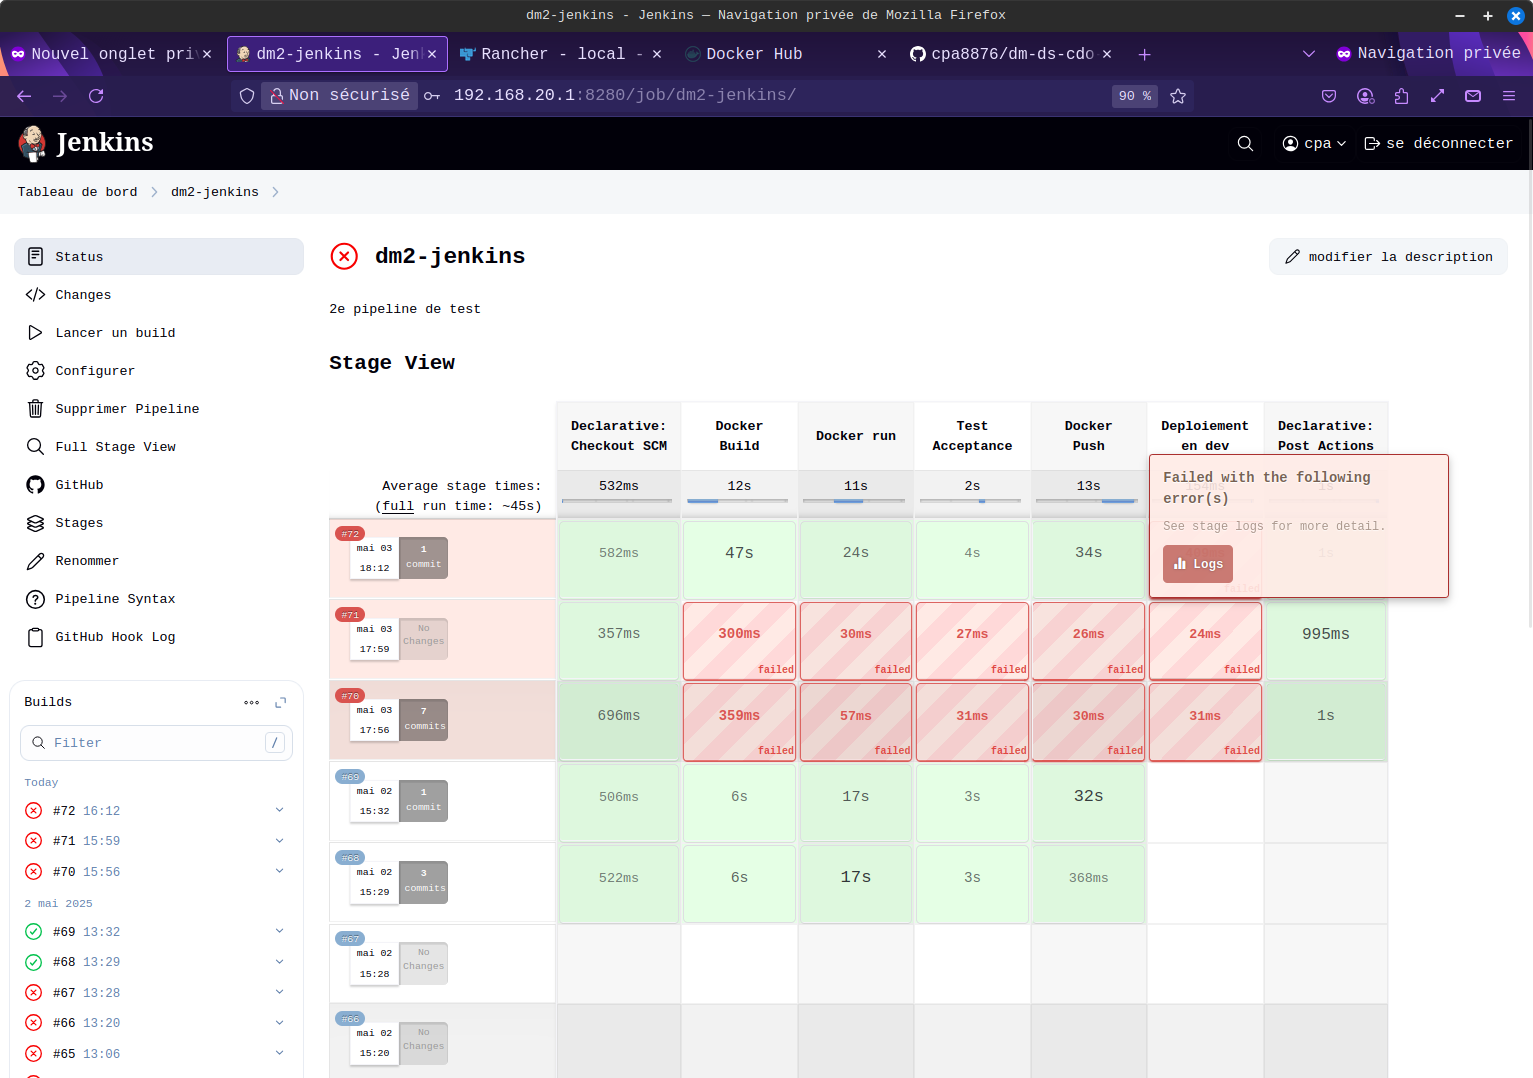 dm2-jenkins - Jenkins — Navigation privée de Mozilla Firefox
Nouvel onglet priv
dm2-jenkins - Jenk
Rancher - local -
Docker Hub
cpa8876/dm-ds-cdo
Navigation privée
Non sécurisé
192.168.20.1:8280/job/dm2-jenkins/
90 %
Jenkins
cpa
se déconnecter
Tableau de bord
dm2-jenkins
Status
Changes
Lancer un build
Configurer
Supprimer Pipeline
Full Stage View
GitHub
Stages
Renommer
Pipeline Syntax
GitHub Hook Log
Builds
Filter
/
Today
#72 16:12
#71 15:59
#70 15:56
2 mai 2025
#69 13:32
#68 13:29
#67 13:28
#66 13:20
#65 13:06
dm2-jenkins
modifier la description
2e pipeline de test
Stage View
Declarative: Checkout SCM
Docker Build
Docker run
Test Acceptance
Docker Push
Deploiement en dev
Declarative: Post Actions
Average stage times:
(full run time: ~45s)
532ms
12s
11s
2s
13s
154ms
1s
Failed with the following error(s)
See stage logs for more detail.
Logs
#72
mai 03
18:12
1 commit
582ms
47s
24s
4s
34s
failed
1s
#71
mai 03
17:59
No Changes
357ms
300ms
failed
30ms
failed
27ms
failed
26ms
failed
24ms
failed
995ms
#70
mai 03
17:56
7 commits
696ms
359ms
failed
57ms
failed
31ms
failed
30ms
failed
31ms
failed
1s
#69
mai 02
15:32
1 commit
506ms
6s
17s
3s
32s
#68
mai 02
15:29
3 commits
522ms
6s
17s
3s
368ms
#67
mai 02
15:28
No Changes
#66
mai 02
15:20
No Changes